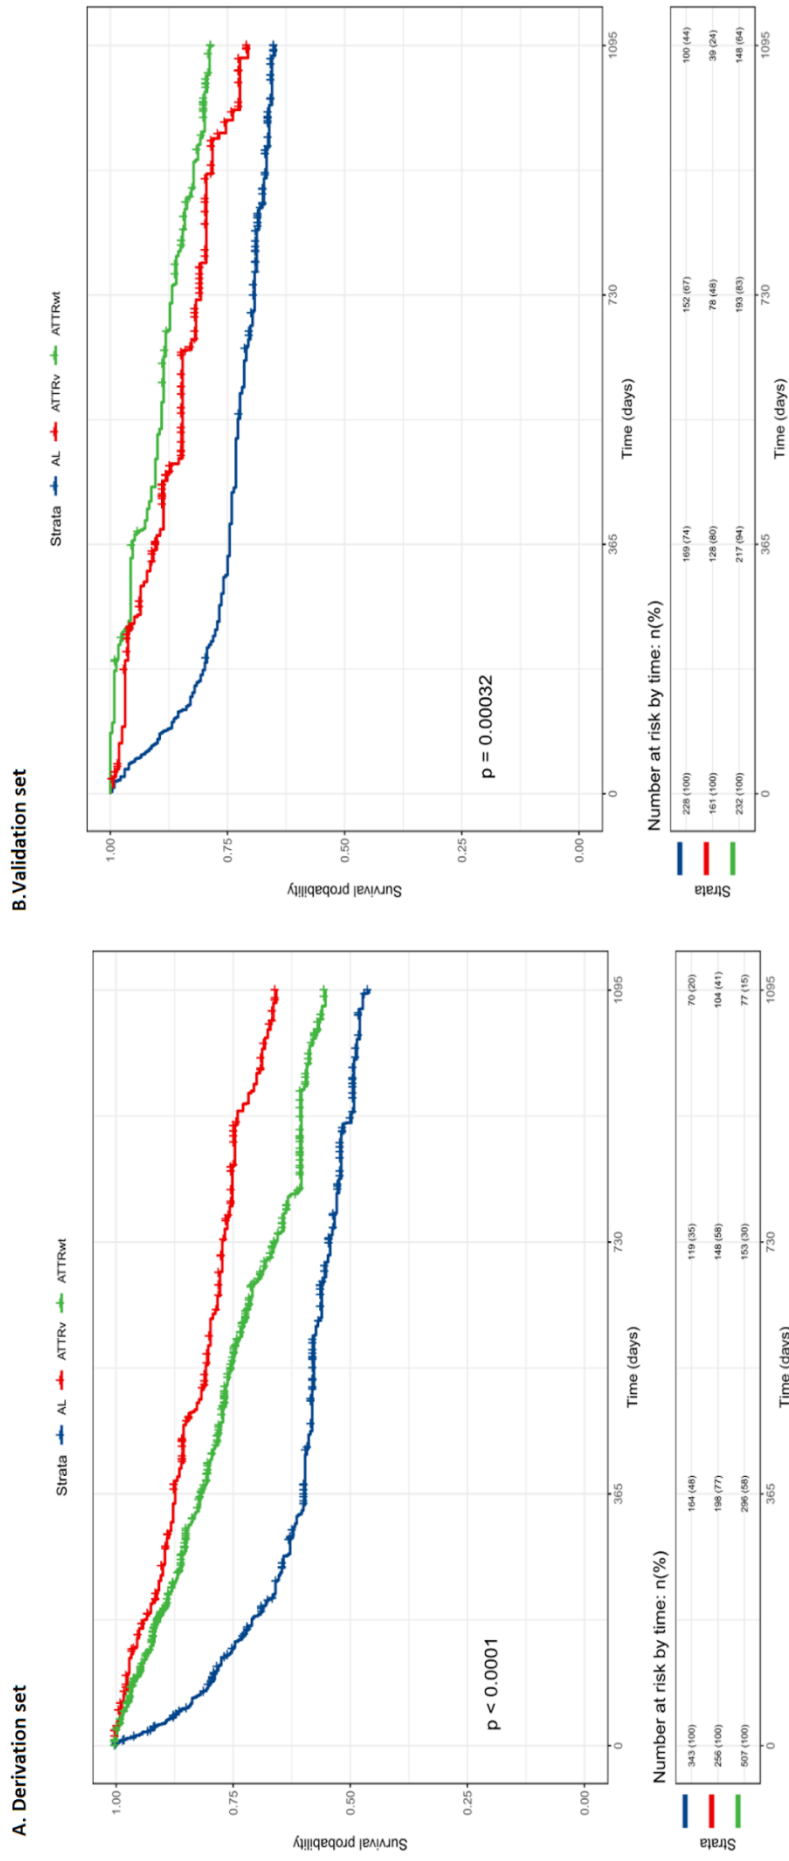 A. Derivation set
Strata AL ATTRv ATTRwt
Survival probability
1.00
0.75
0.50
0.25
0.00
p < 0.0001
0 365 730 1095
Time (days)
Number at risk by time: n(%)
Strata
343 (100) 164 (48) 119 (35) 70 (20)
256 (100) 198 (77) 148 (58) 104 (41)
507 (100) 296 (58) 153 (30) 77 (15)
0 365 730 1095
Time (days)
B.Validation set
Strata AL ATTRv ATTRwt
Survival probability
1.00
0.75
0.50
0.25
0.00
p = 0.00032
0 365 730 1095
Time (days)
Number at risk by time: n(%)
Strata
228 (100) 169 (74) 152 (67) 100 (44)
161 (100) 128 (80) 78 (48) 39 (24)
232 (100) 217 (94) 193 (83) 148 (64)
0 365 730 1095
Time (days)